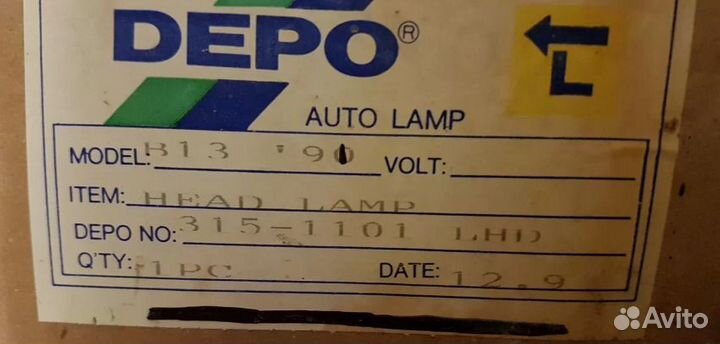 DEPO®
L
AUTO LAMP
MODEL: B13 '90 VOLT:
ITEM: HEAD LAMP
DEPO NO: 315-1101 LHD
Q'TY: 1PC DATE: 12.9
Avito